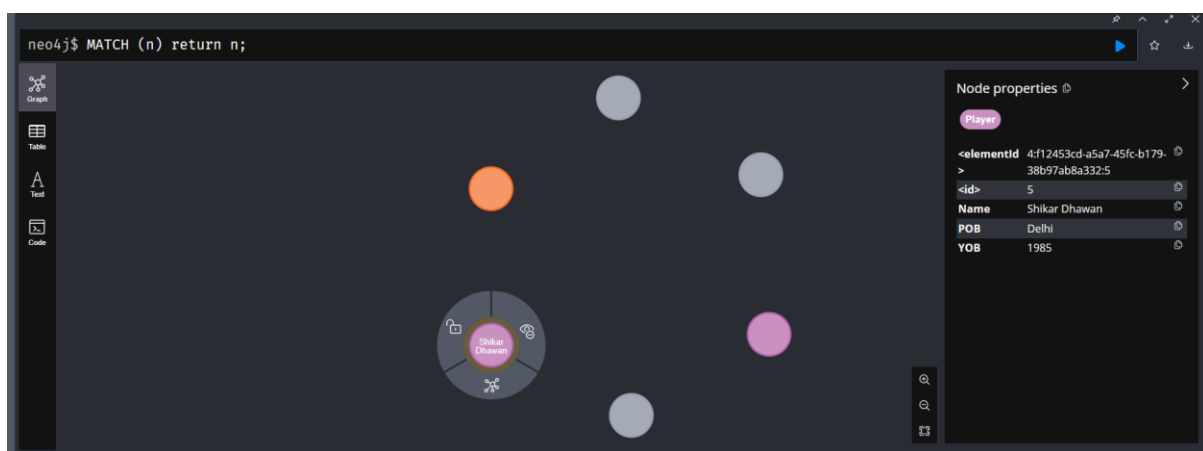 neo4j$ MATCH (n) return n;
Graph
Table
A
Text
Code
Shikar
Dhawan
Node properties
Player
<elementId
>
4:f12453cd-a5a7-45fc-b179-
38b97ab8a332:5
<id> 5
Name Shikar Dhawan
POB Delhi
YOB 1985